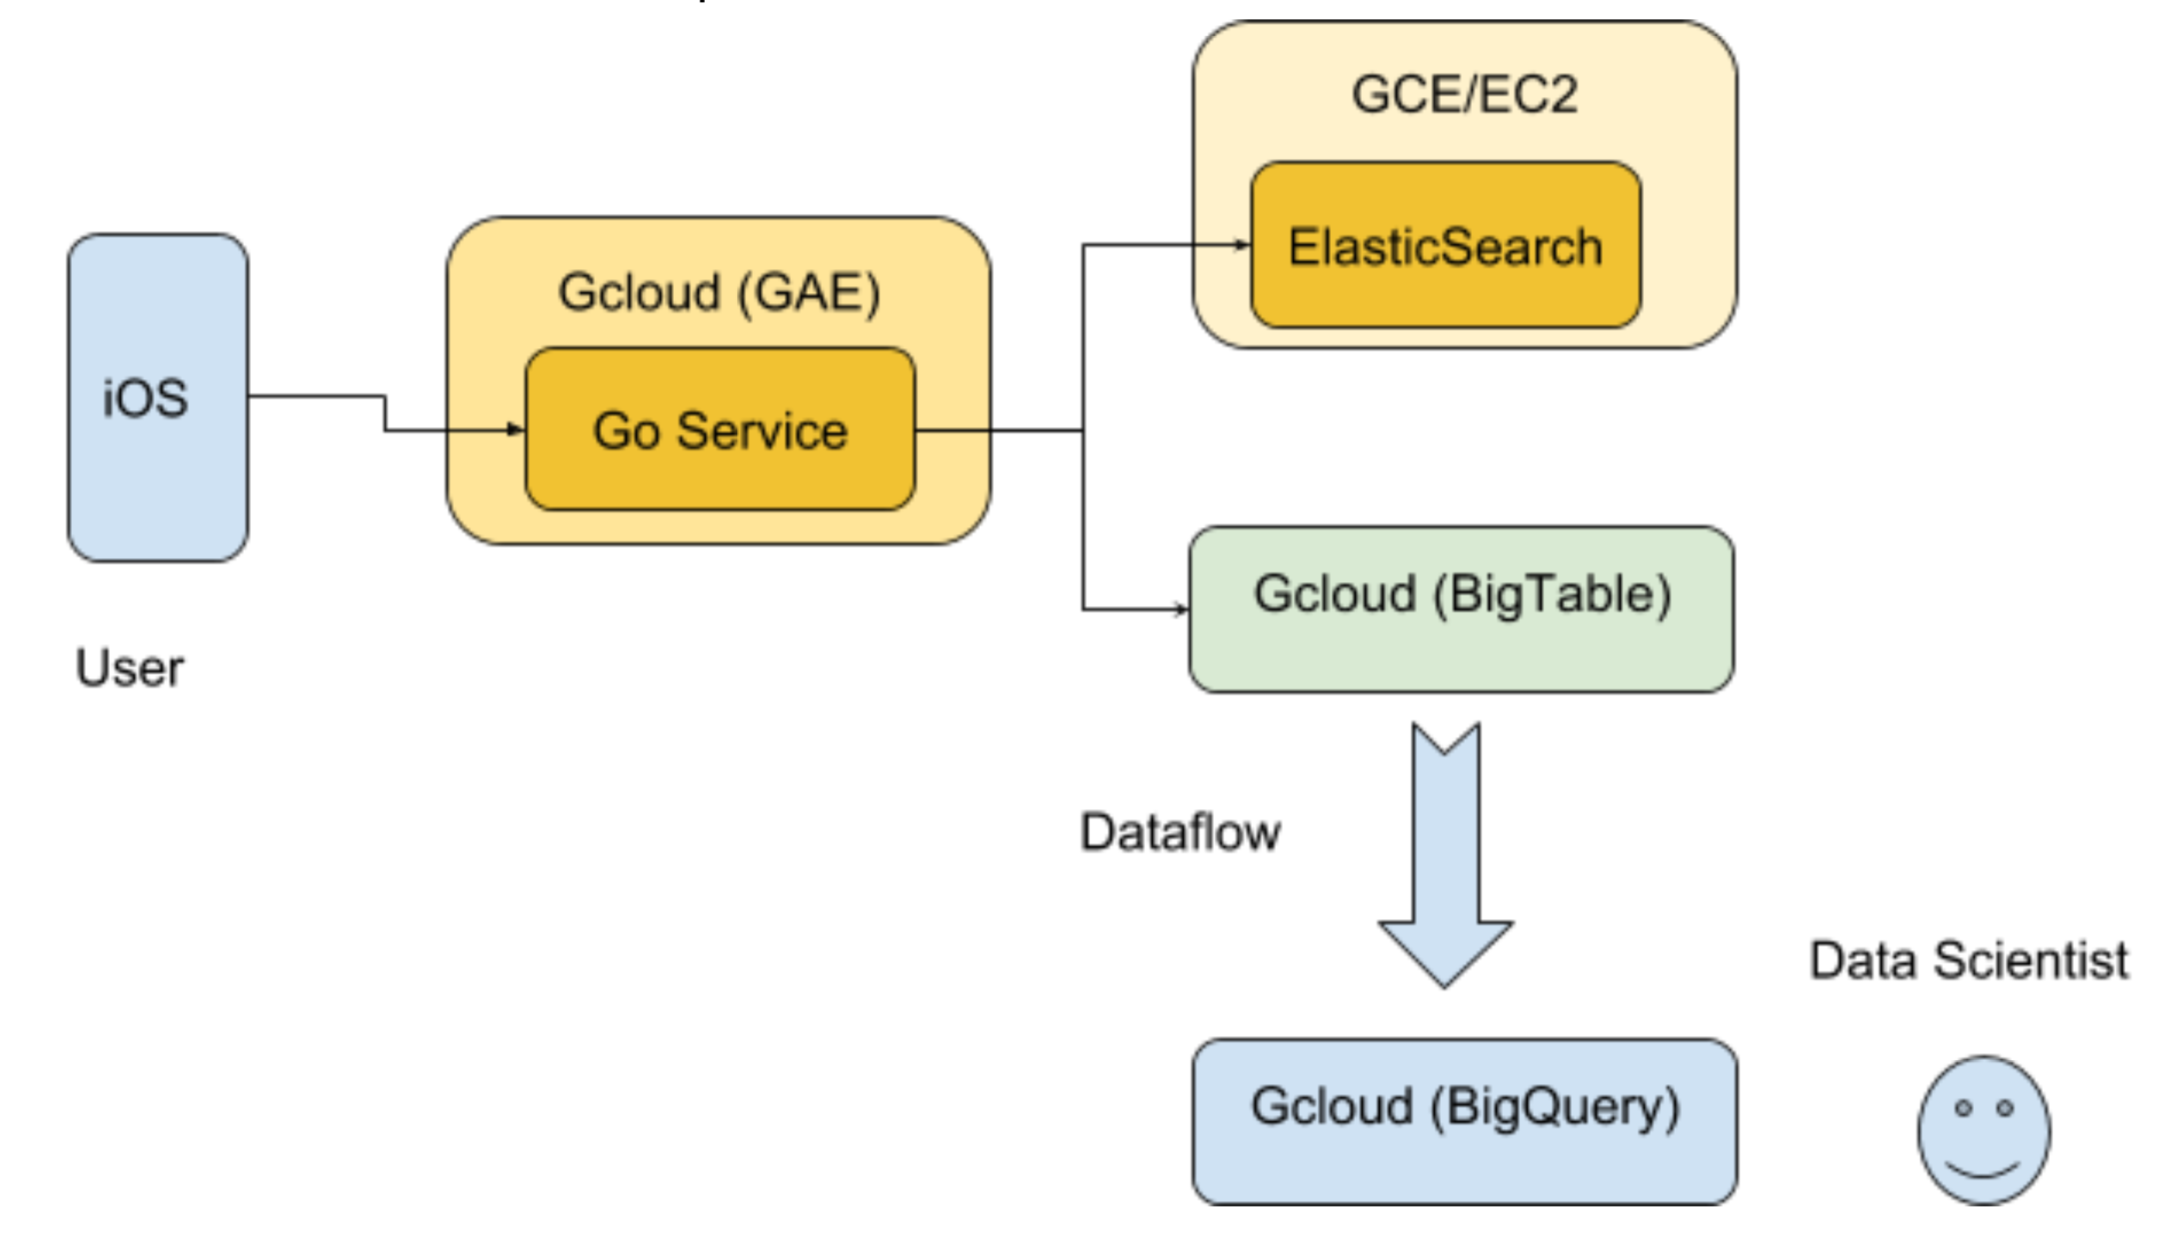 GCE/EC2
ElasticSearch
Gcloud (GAE)
Go Service
iOS
User
Gcloud (BigTable)
Dataflow
Data Scientist
Gcloud (BigQuery)